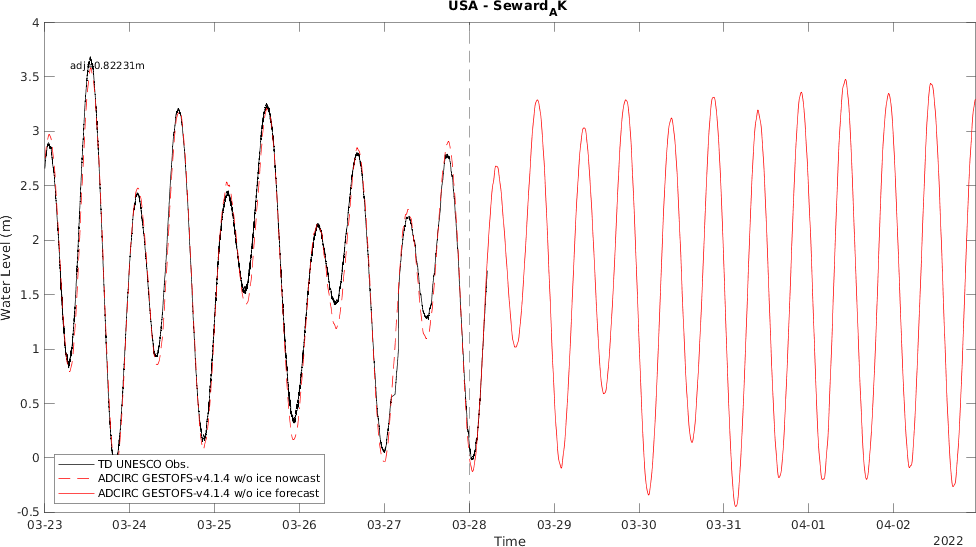 USA - Seward_AK
adj 0.82231m
4
3.5
3
2.5
2
1.5
1
0.5
0
-0.5
Water Level (m)
TD UNESCO Obs.
ADCIRC GESTOFS-v4.1.4 w/o ice nowcast
ADCIRC GESTOFS-v4.1.4 w/o ice forecast
03-23 03-24 03-25 03-26 03-27 03-28 03-29 03-30 03-31 04-01 04-02
Time
2022